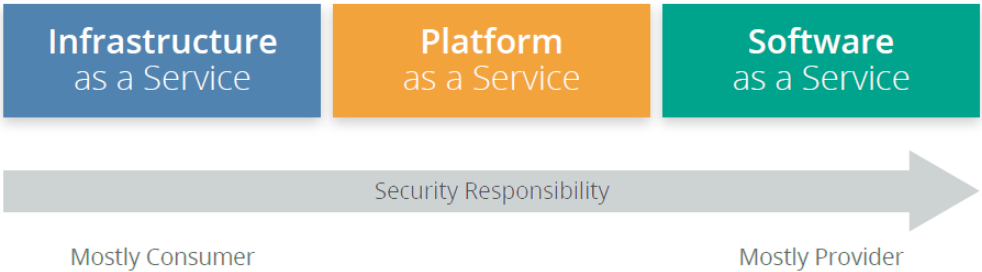 Infrastructure
as a Service
Platform
as a Service
Software
as a Service
Security Responsibility
Mostly Consumer
Mostly Provider